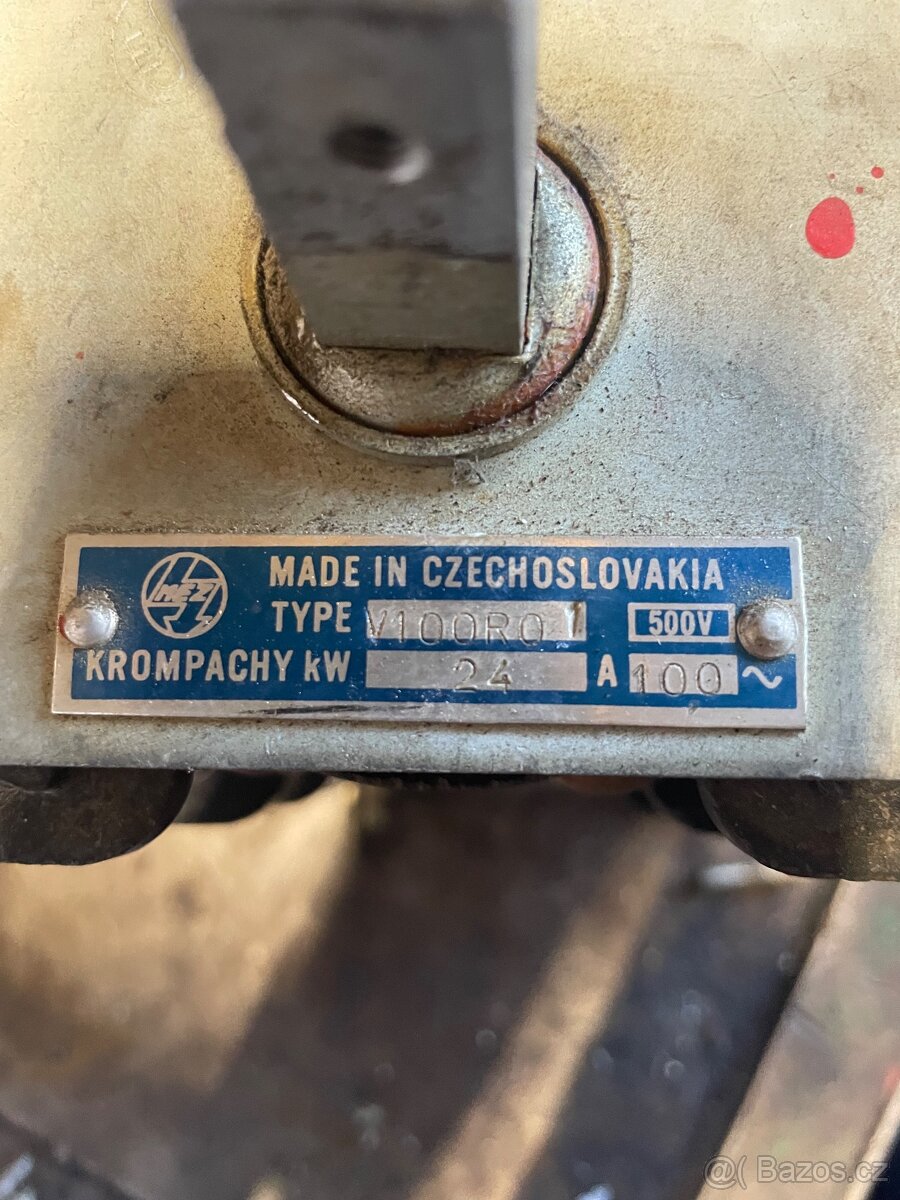 MEZ
MADE IN CZECHOSLOVAKIA
TYPE V100R01 500V
KROMPACHY kW 24 A 100 ~
@ Bazos.cz